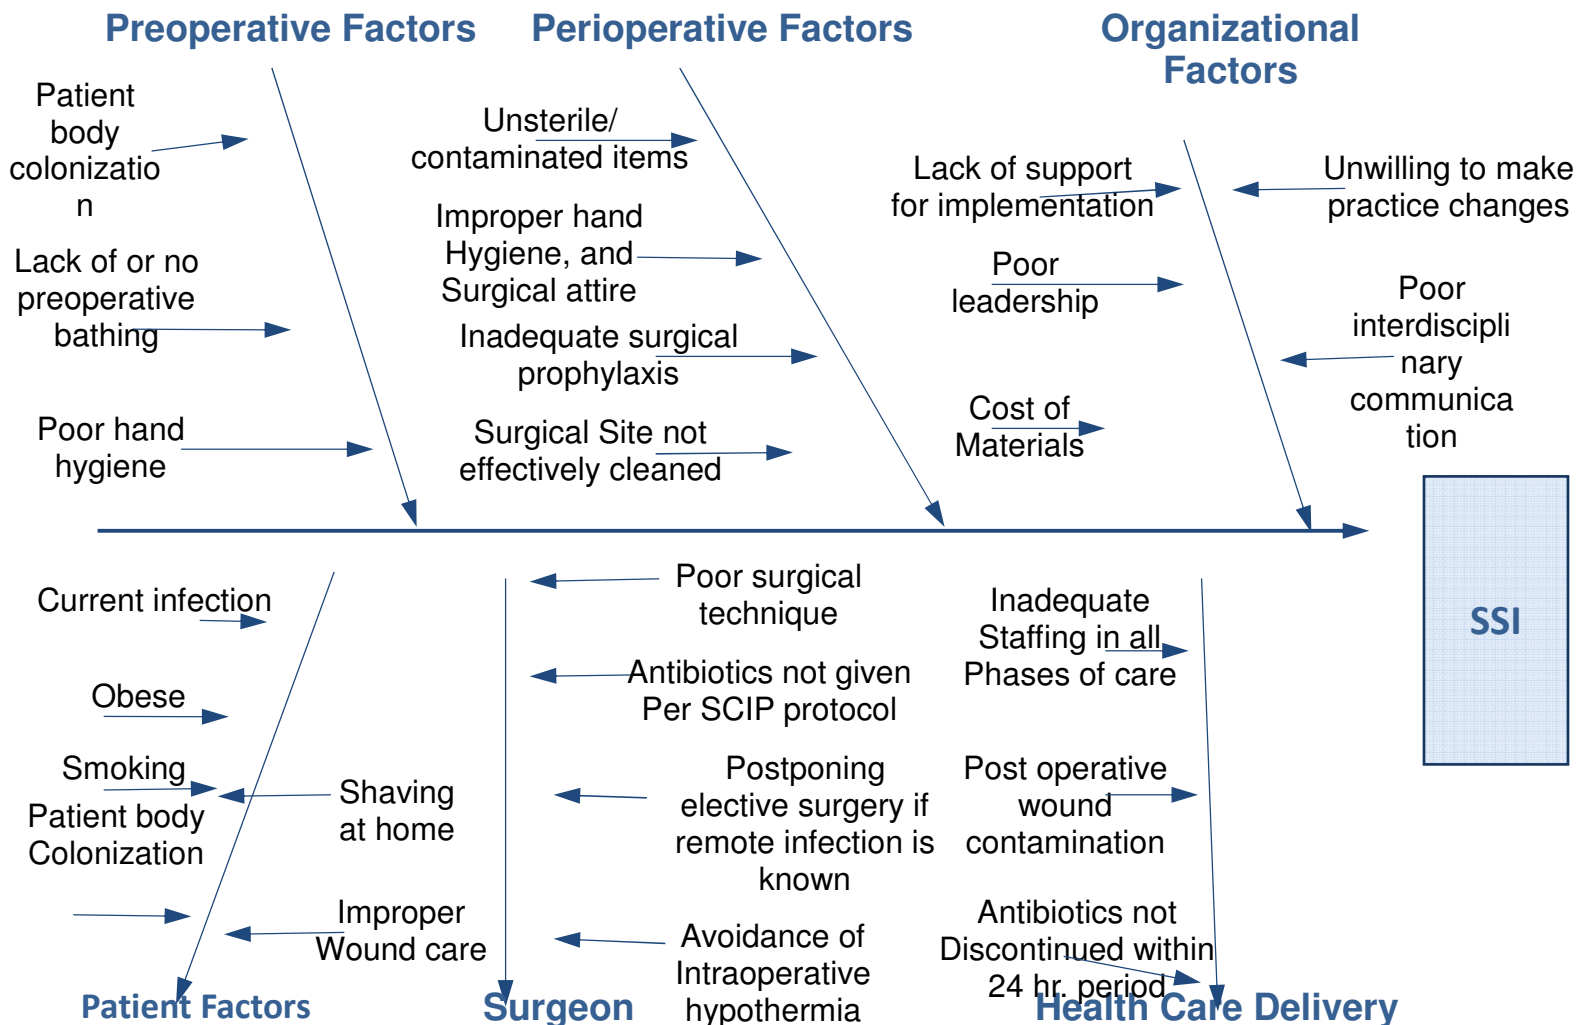 Preoperative Factors
Perioperative Factors
Organizational
Factors
Patient
body
colonizatio
n
Lack of or no
preoperative
bathing
Poor hand
hygiene
Unsterile/
contaminated items
Improper hand
Hygiene, and
Surgical attire
Inadequate surgical
prophylaxis
Surgical Site not
effectively cleaned
Lack of support
for implementation
Poor
leadership
Cost of
Materials
Unwilling to make
practice changes
Poor
interdiscipli
nary
communica
tion
SSI
Current infection
Obese
Smoking
Patient body
Colonization
Shaving
at home
Improper
Wound care
Patient Factors
Poor surgical
technique
Antibiotics not given
Per SCIP protocol
Postponing
elective surgery if
remote infection is
known
Avoidance of
Intraoperative
hypothermia
Surgeon
Inadequate
Staffing in all
Phases of care
Post operative
wound
contamination
Antibiotics not
Discontinued within
24 hr. period
Health Care Delivery